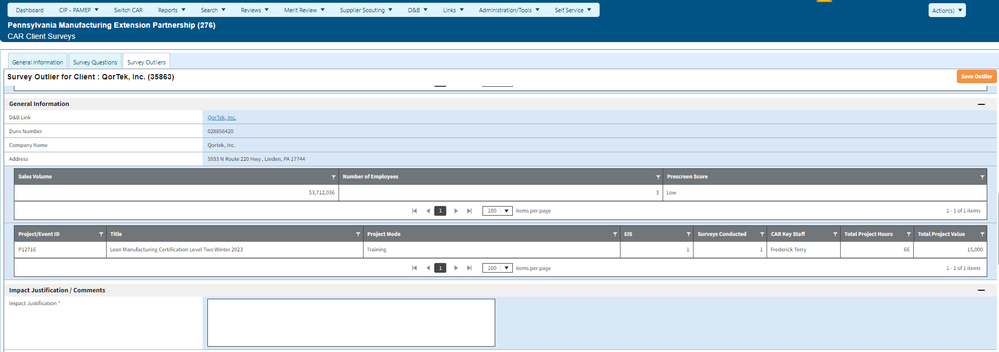 Dashboard CIP - PAMEP Switch CAR Reports Search Reviews Merit Review Supplier Scouting D&B Links Administration/Tools Self Service Action(s)
Pennsylvania Manufacturing Extension Partnership (276)
CAR Client Surveys
General Information Survey Questions Survey Outliers
Survey Outlier for Client : QorTek, Inc. (35863) Save Outlier
General Information
D&B Link QorTek, Inc.
Duns Number 028856420
Company Name Qortek, Inc.
Address 5933 N Route 220 Hwy , Linden, PA 17744
Sales Volume Number of Employees Prescreen Score
$3,712,036 3 Low
1 100 items per page 1 - 1 of 1 items
Project/Event ID Title Project Mode EIS Surveys Conducted CAR Key Staff Total Project Hours Total Project Value
P12716 Lean Manufacturing Certification Level Two Winter 2023 Training 1 1 Frederick Terry 66 15,000
1 100 items per page 1 - 1 of 1 items
Impact Justification / Comments
Impact Justification *